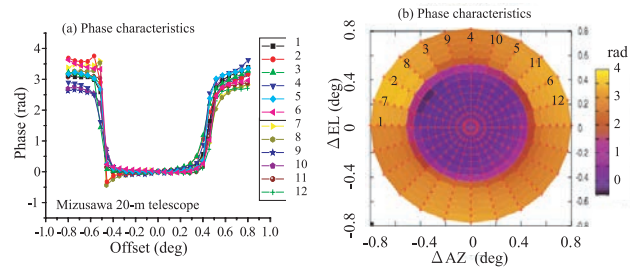 (a) Phase characteristics
Phase (rad)
4
3
2
1
0
-1
-1.0 -0.8 -0.6 -0.4 -0.2 0.0 0.2 0.4 0.6 0.8 1.0
Offset (deg)
Mizusawa 20-m telescope
1
2
3
4
5
6
7
8
9
10
11
12
(b) Phase characteristics
Δ EL (deg)
0.8
0.4
0
-0.4
-0.8
-0.8 -0.4 0 0.4 0.8
Δ AZ (deg)
1 7 2 8 3 9 4 10 5 11 6 12
rad
4
3
2
1
0